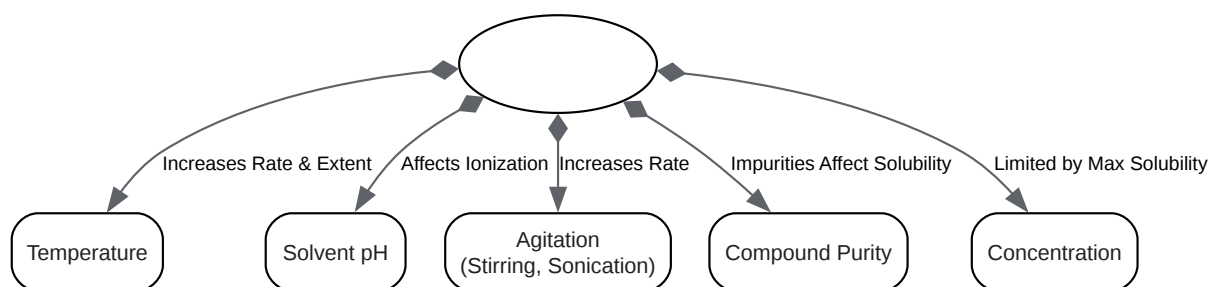 Increases Rate & Extent
Affects Ionization
Increases Rate
Impurities Affect Solubility
Limited by Max Solubility
Temperature
Solvent pH
Agitation
(Stirring, Sonication)
Compound Purity
Concentration